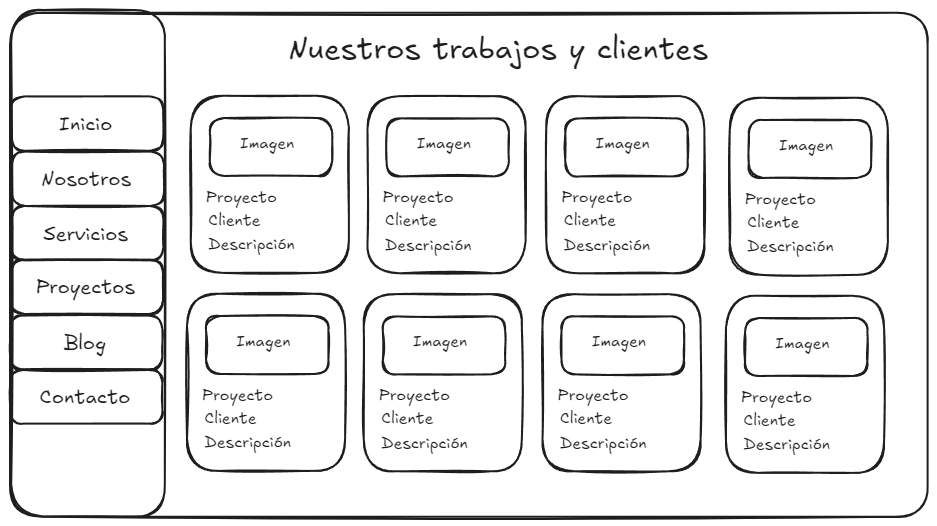 Nuestros trabajos y clientes
Inicio
Nosotros
Servicios
Proyectos
Blog
Contacto
Imagen
Proyecto
Cliente
Descripción
Imagen
Proyecto
Cliente
Descripción
Imagen
Proyecto
Cliente
Descripción
Imagen
Proyecto
Cliente
Descripción
Imagen
Proyecto
Cliente
Descripción
Imagen
Proyecto
Cliente
Descripción
Imagen
Proyecto
Cliente
Descripción
Imagen
Proyecto
Cliente
Descripción